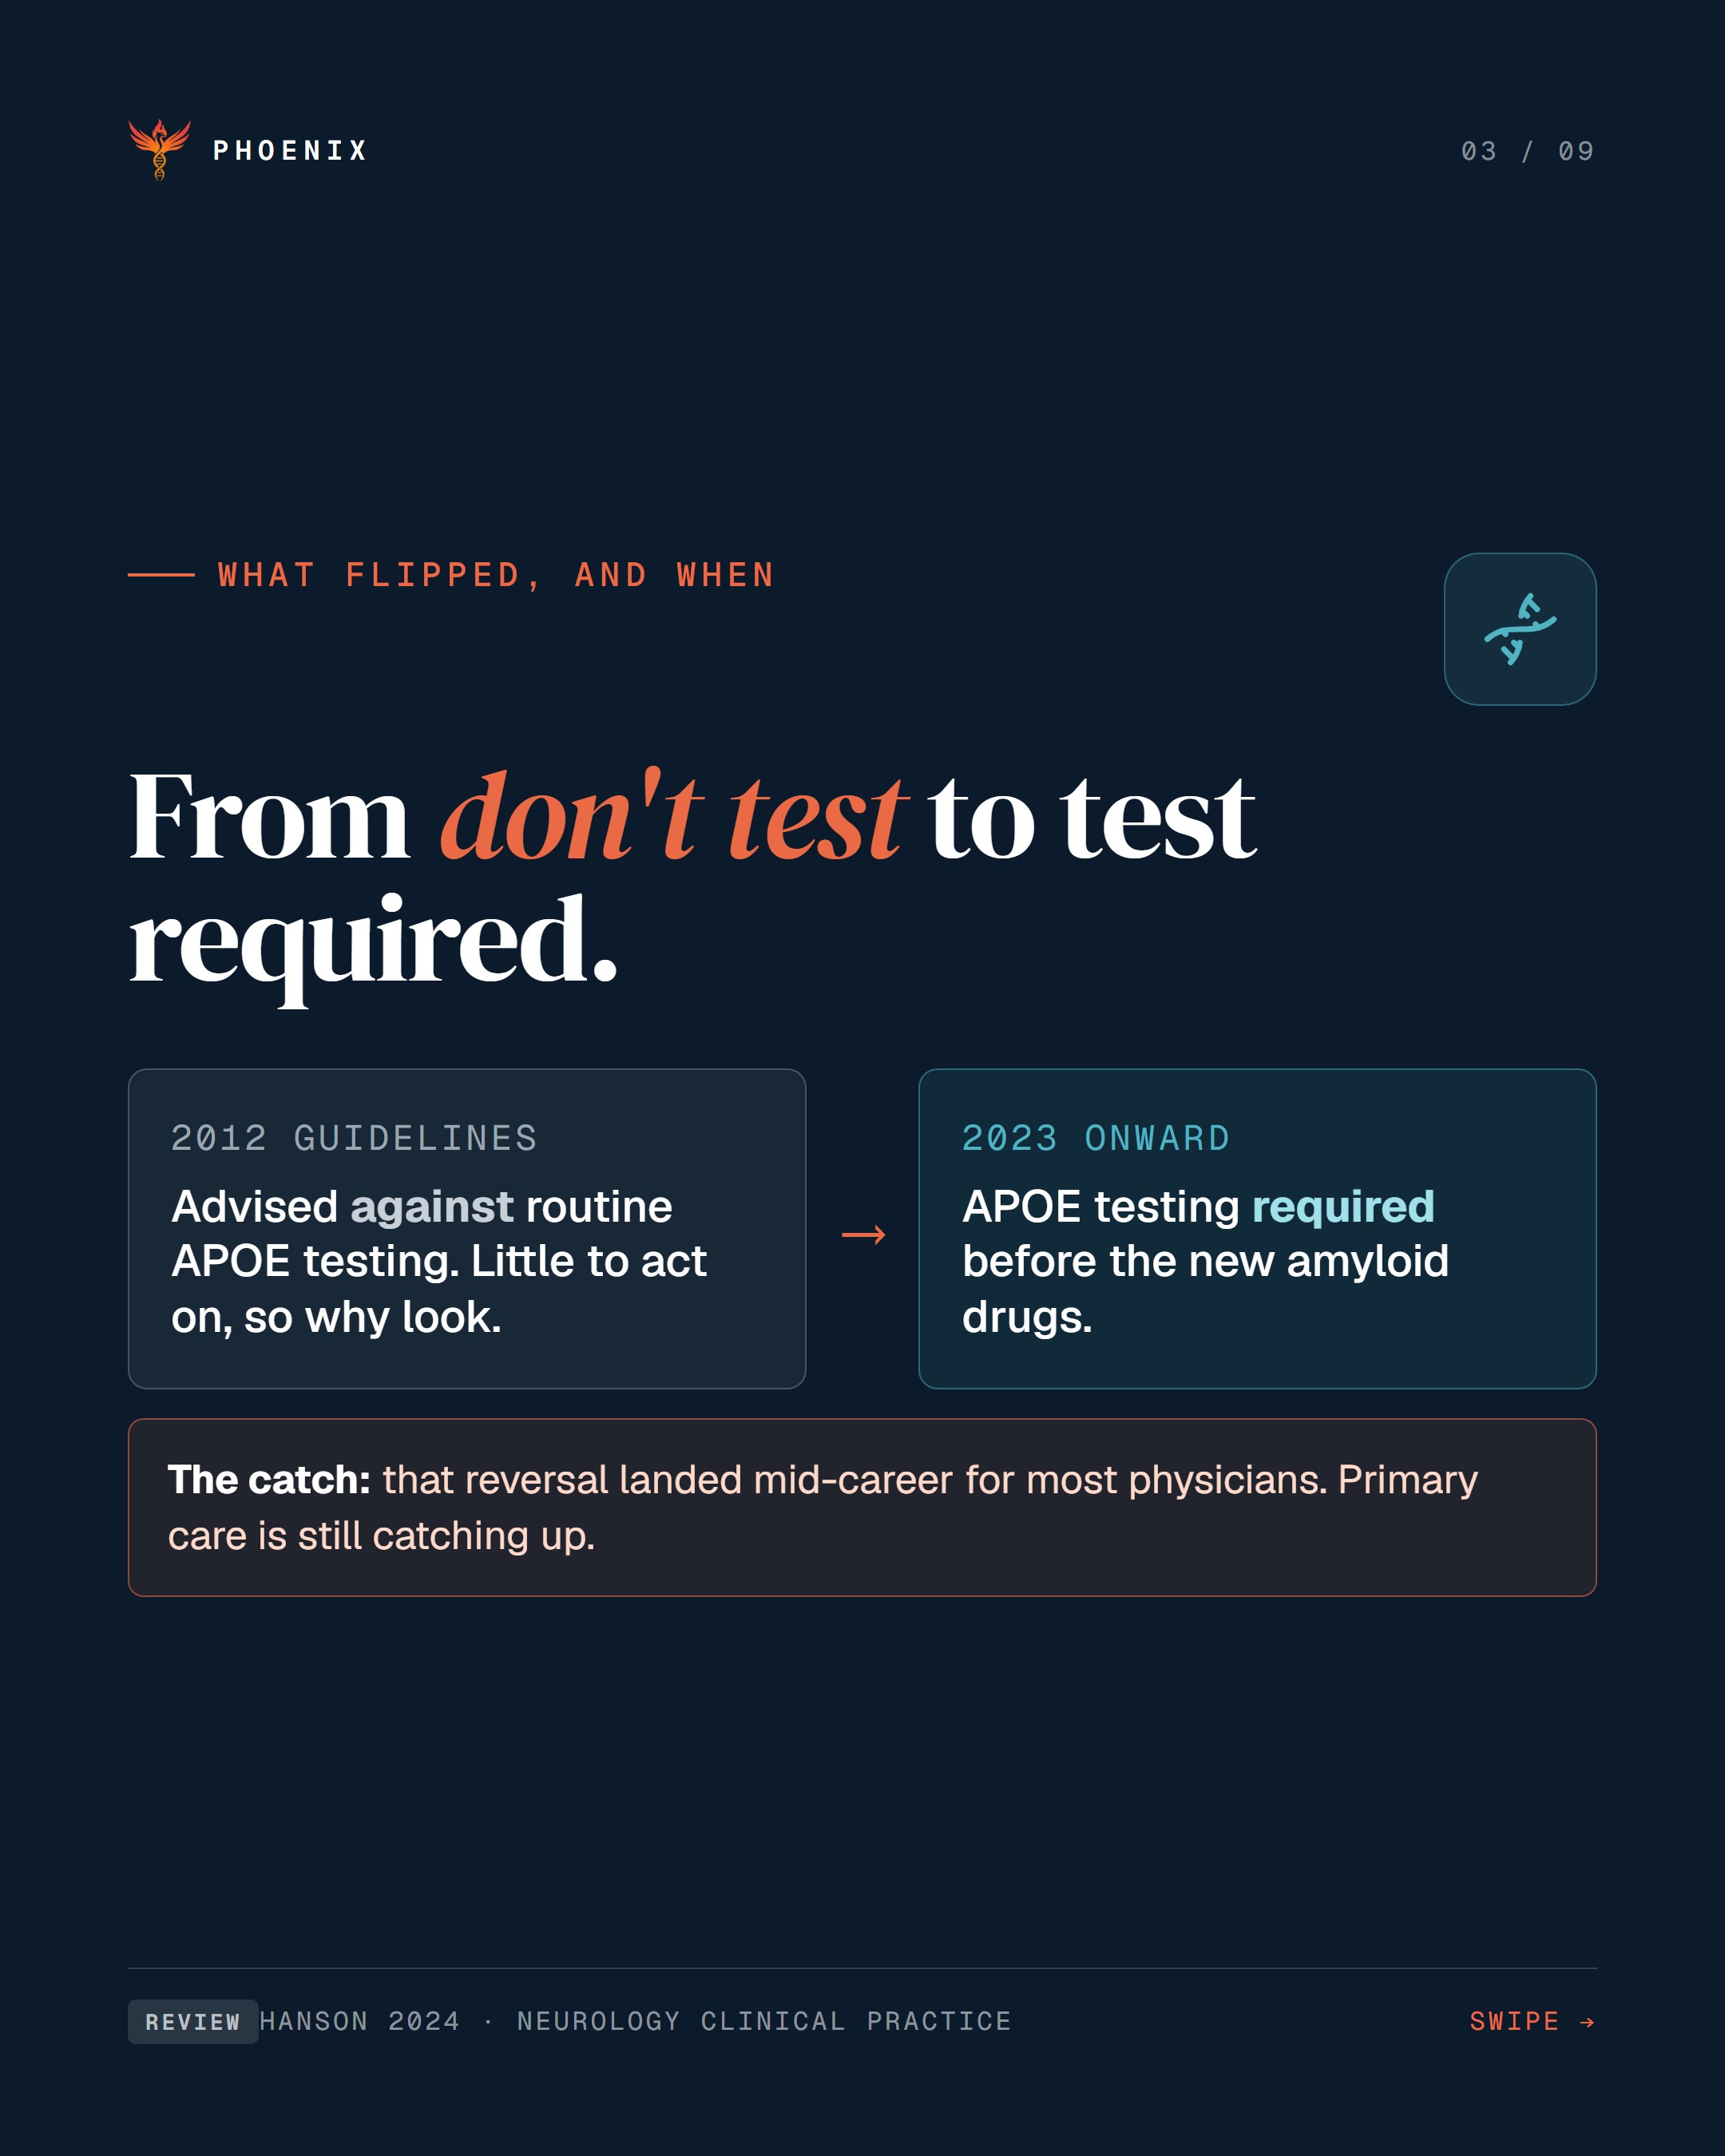 PHOENIX
03 / 09
WHAT FLIPPED, AND WHEN
From don't test to test
required.
2012 GUIDELINES
Advised against routine
APOE testing. Little to act
on, so why look.
→
2023 ONWARD
APOE testing required
before the new amyloid
drugs.
The catch: that reversal landed mid-career for most physicians. Primary
care is still catching up.
REVIEW HANSON 2024 · NEUROLOGY CLINICAL PRACTICE
SWIPE →